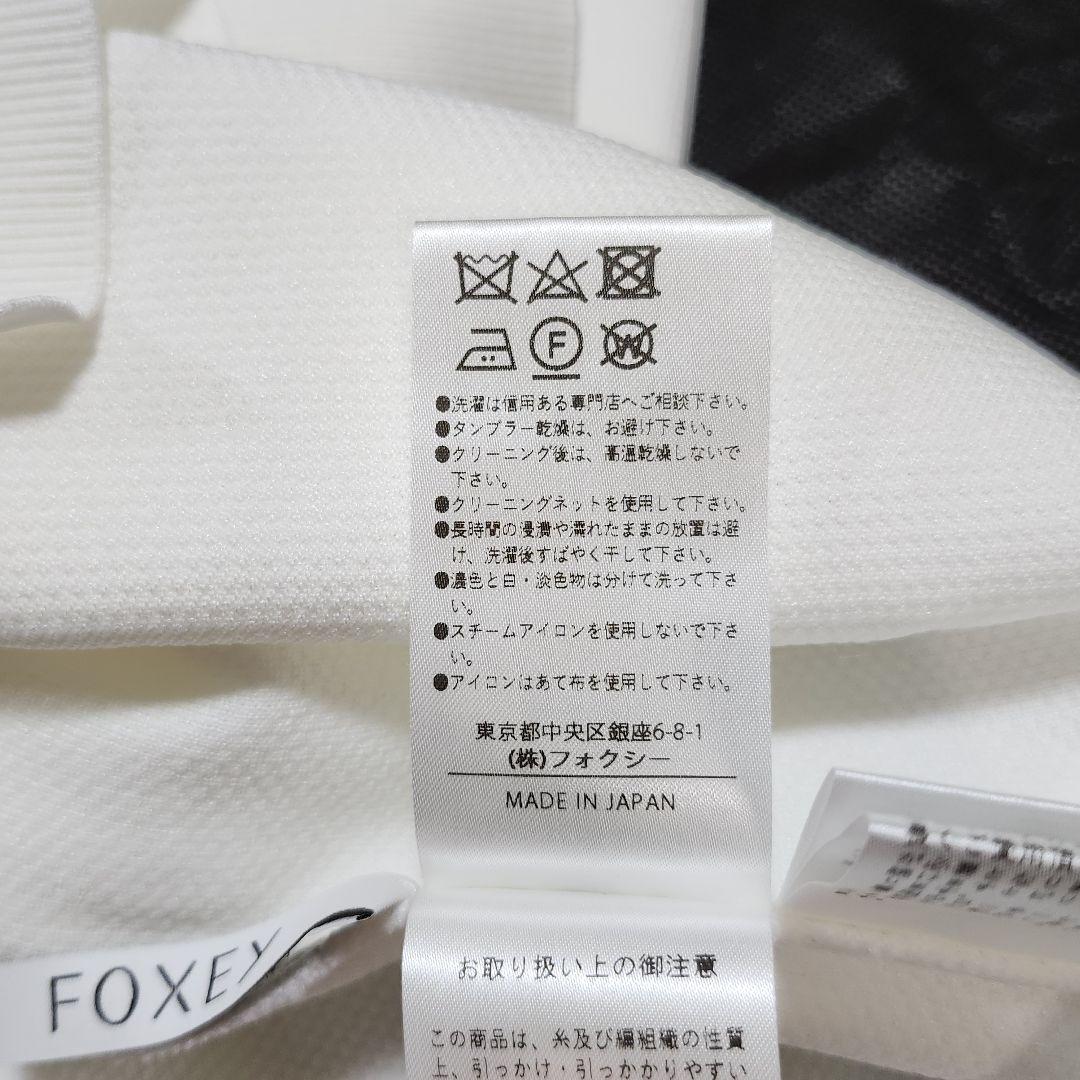 F
W
●洗濯は信用ある専門店へご相談下さい。
●タンブラー乾燥は、お避け下さい。
●クリーニング後は、高温乾燥しないで
下さい。
●クリーニングネットを使用して下さい。
●長時間の浸漬や濡れたままの放置は避
け、洗濯後すばやく干して下さい。
●濃色と白・淡色物は分けて洗って下さ
い。
●スチームアイロンを使用しないで下さ
い。
●アイロンはあて布を使用して下さい。
東京都中央区銀座6-8-1
(株)フォクシー
MADE IN JAPAN
FOXEY
お取り扱い上の御注意
この商品は、糸及び編組織の性質
上、引っかけ・引っかかりやすい